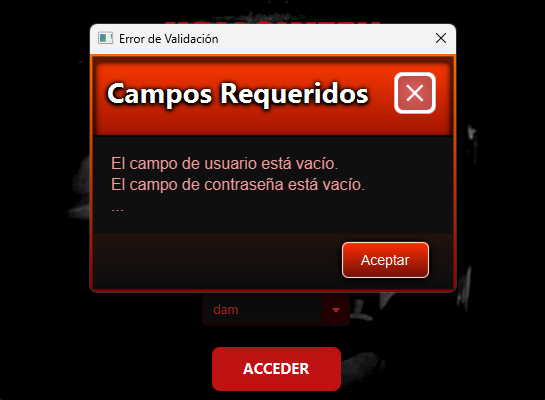 Error de Validación
Campos Requeridos
El campo de usuario está vacío.
El campo de contraseña está vacío.
...
Aceptar
dam
ACCEDER